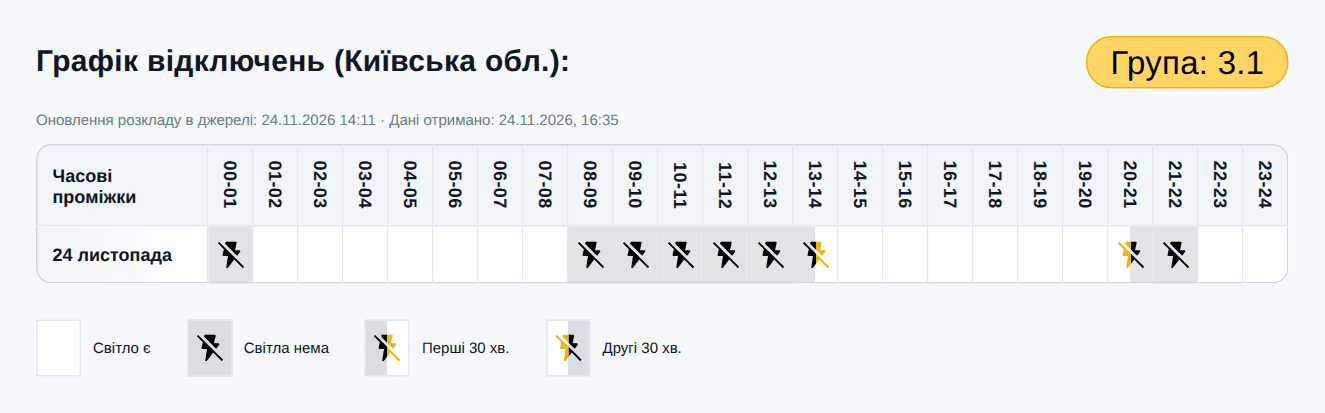 Графік відключень (Київська обл.):
Група: 3.1
Оновлення розкладу в джерелі: 24.11.2026 14:11 · Дані отримано: 24.11.2026, 16:35
Часові
проміжки
00-01
01-02
02-03
03-04
04-05
05-06
06-07
07-08
08-09
09-10
10-11
11-12
12-13
13-14
14-15
15-16
16-17
17-18
18-19
19-20
20-21
21-22
22-23
23-24
24 листопада
Світло є
Світла нема
Перші 30 хв.
Другі 30 хв.